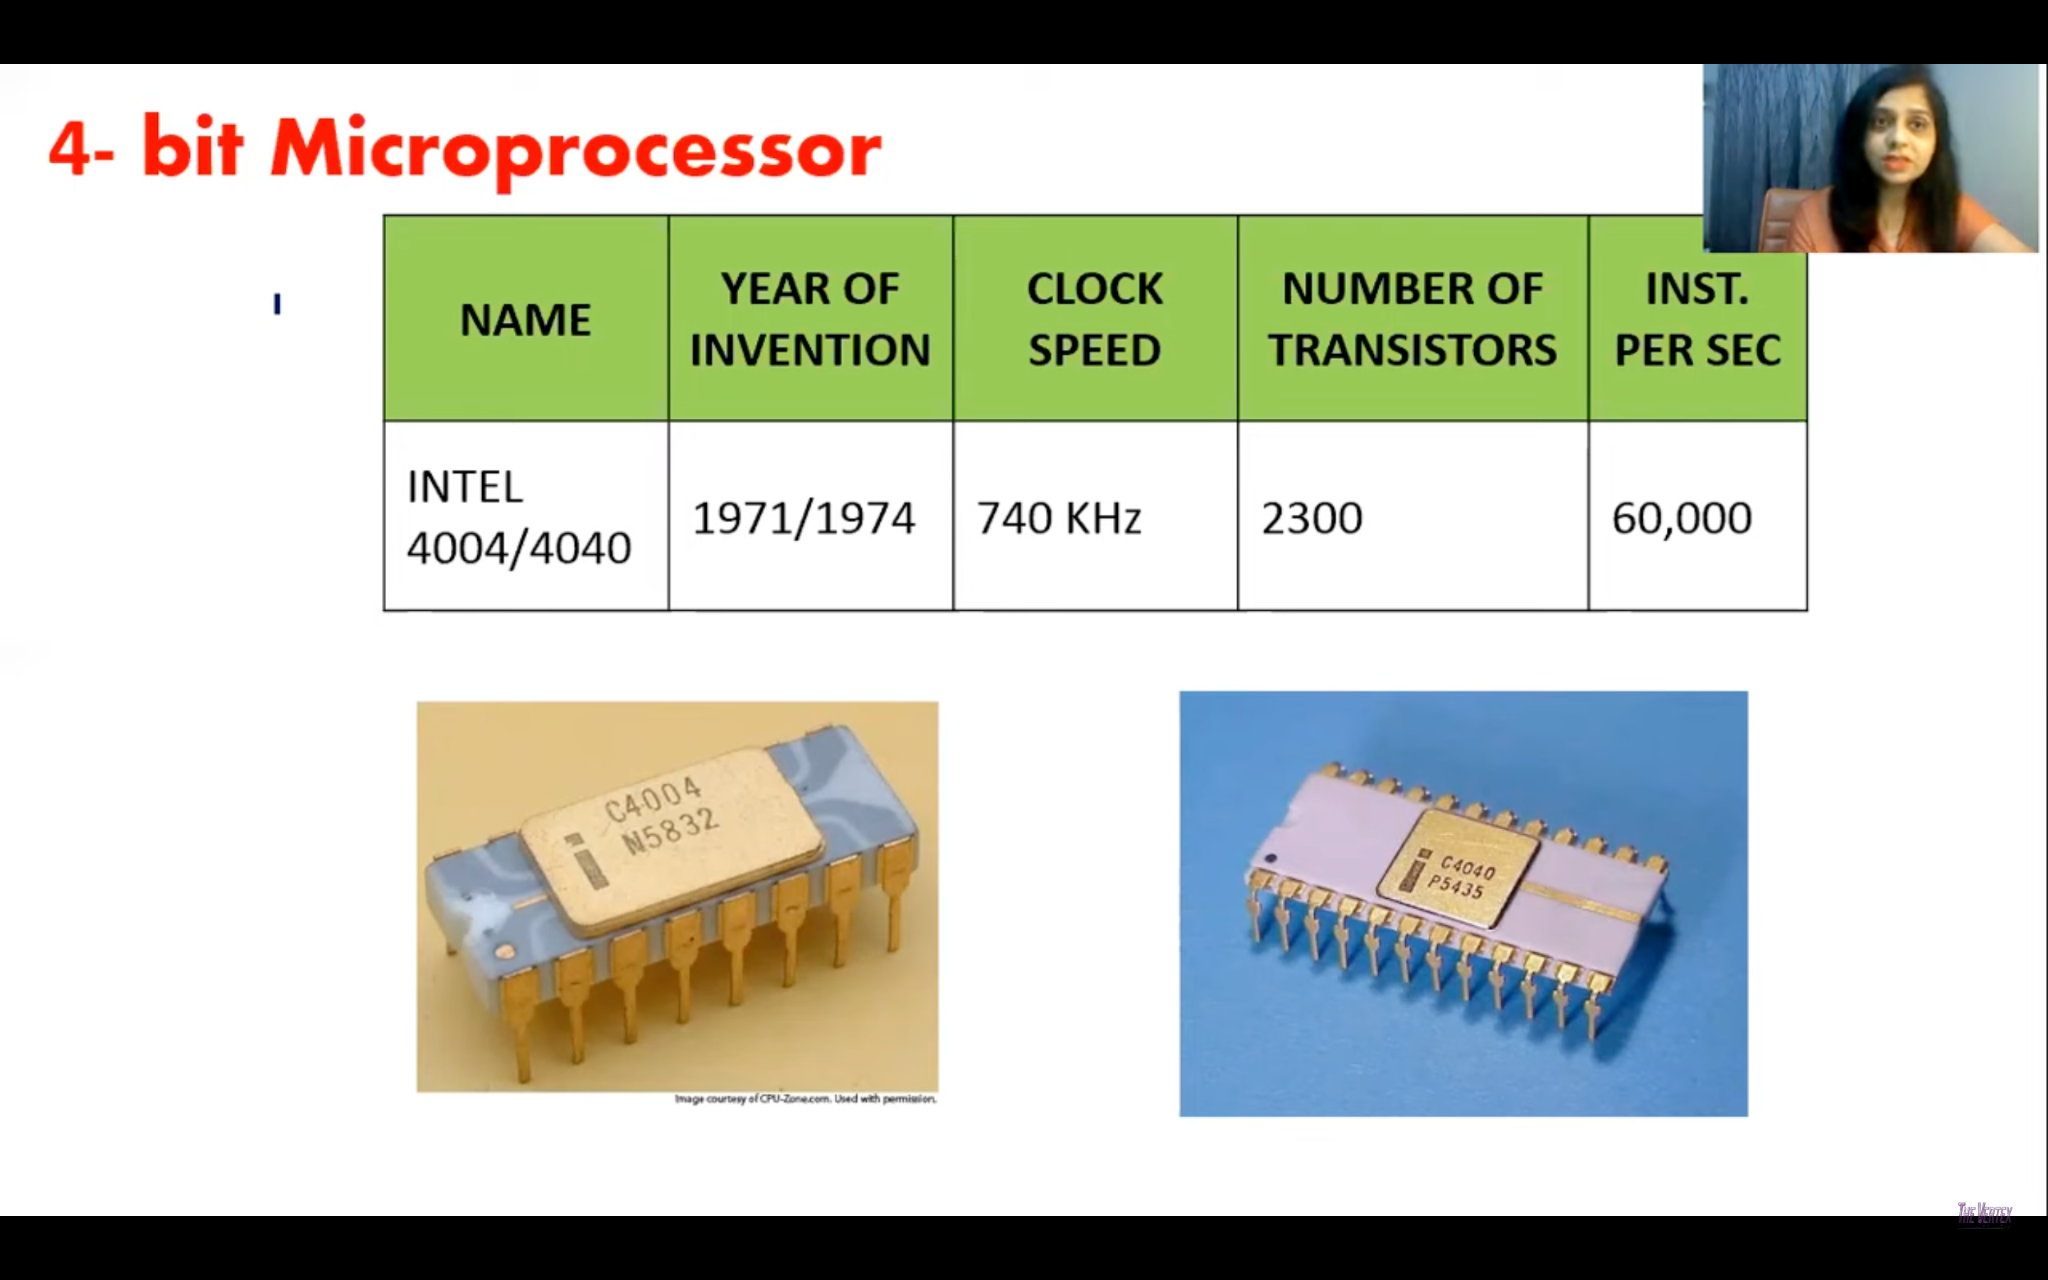 4- bit Microprocessor
NAME
YEAR OF
INVENTION
CLOCK
SPEED
NUMBER OF
TRANSISTORS
INST.
PER SEC
INTEL
4004/4040
1971/1974
740 KHz
2300
60,000
C4004
N5832
C4040
P5435
Image courtesy of CPU-Zone.com. Used with permission.
THE VERTEX